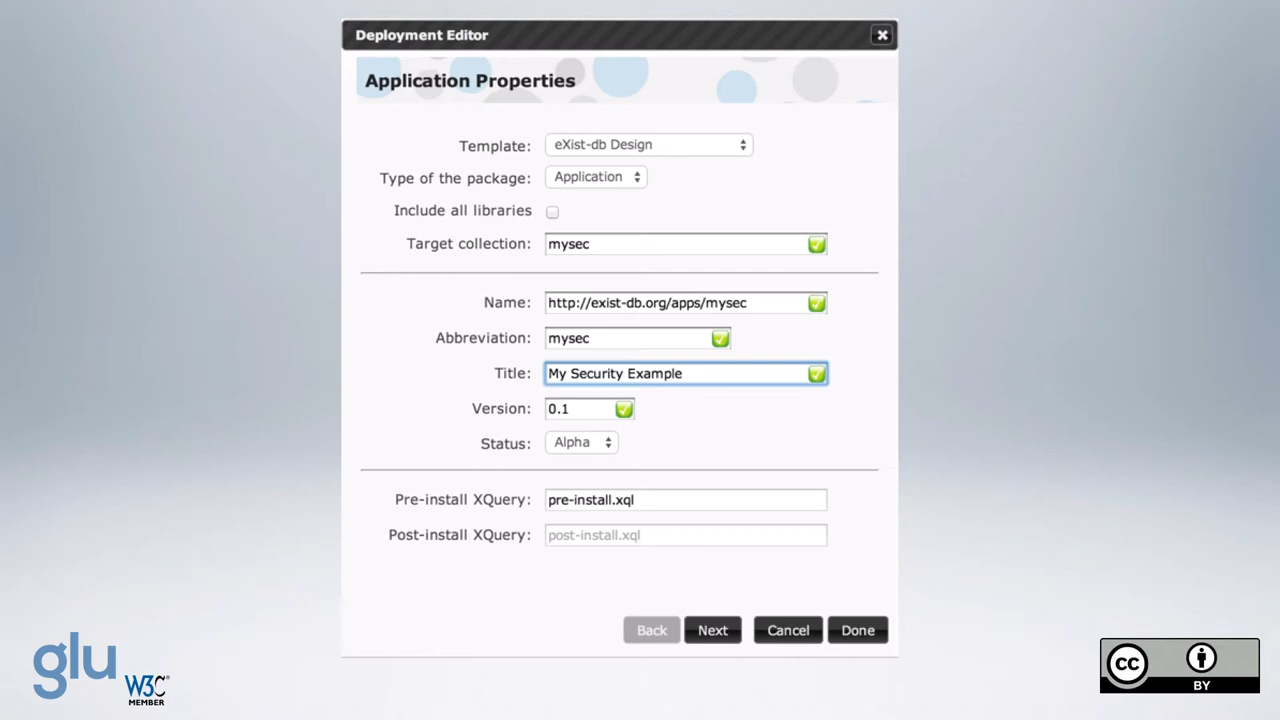 Deployment Editor
Application Properties
Template: eXist-db Design
Type of the package: Application
Include all libraries
Target collection: mysec
Name: http://exist-db.org/apps/mysec
Abbreviation: mysec
Title: My Security Example
Version: 0.1
Status: Alpha
Pre-install XQuery: pre-install.xql
Post-install XQuery: post-install.xql
Back Next Cancel Done
glu
W3C®
MEMBER
cc
BY